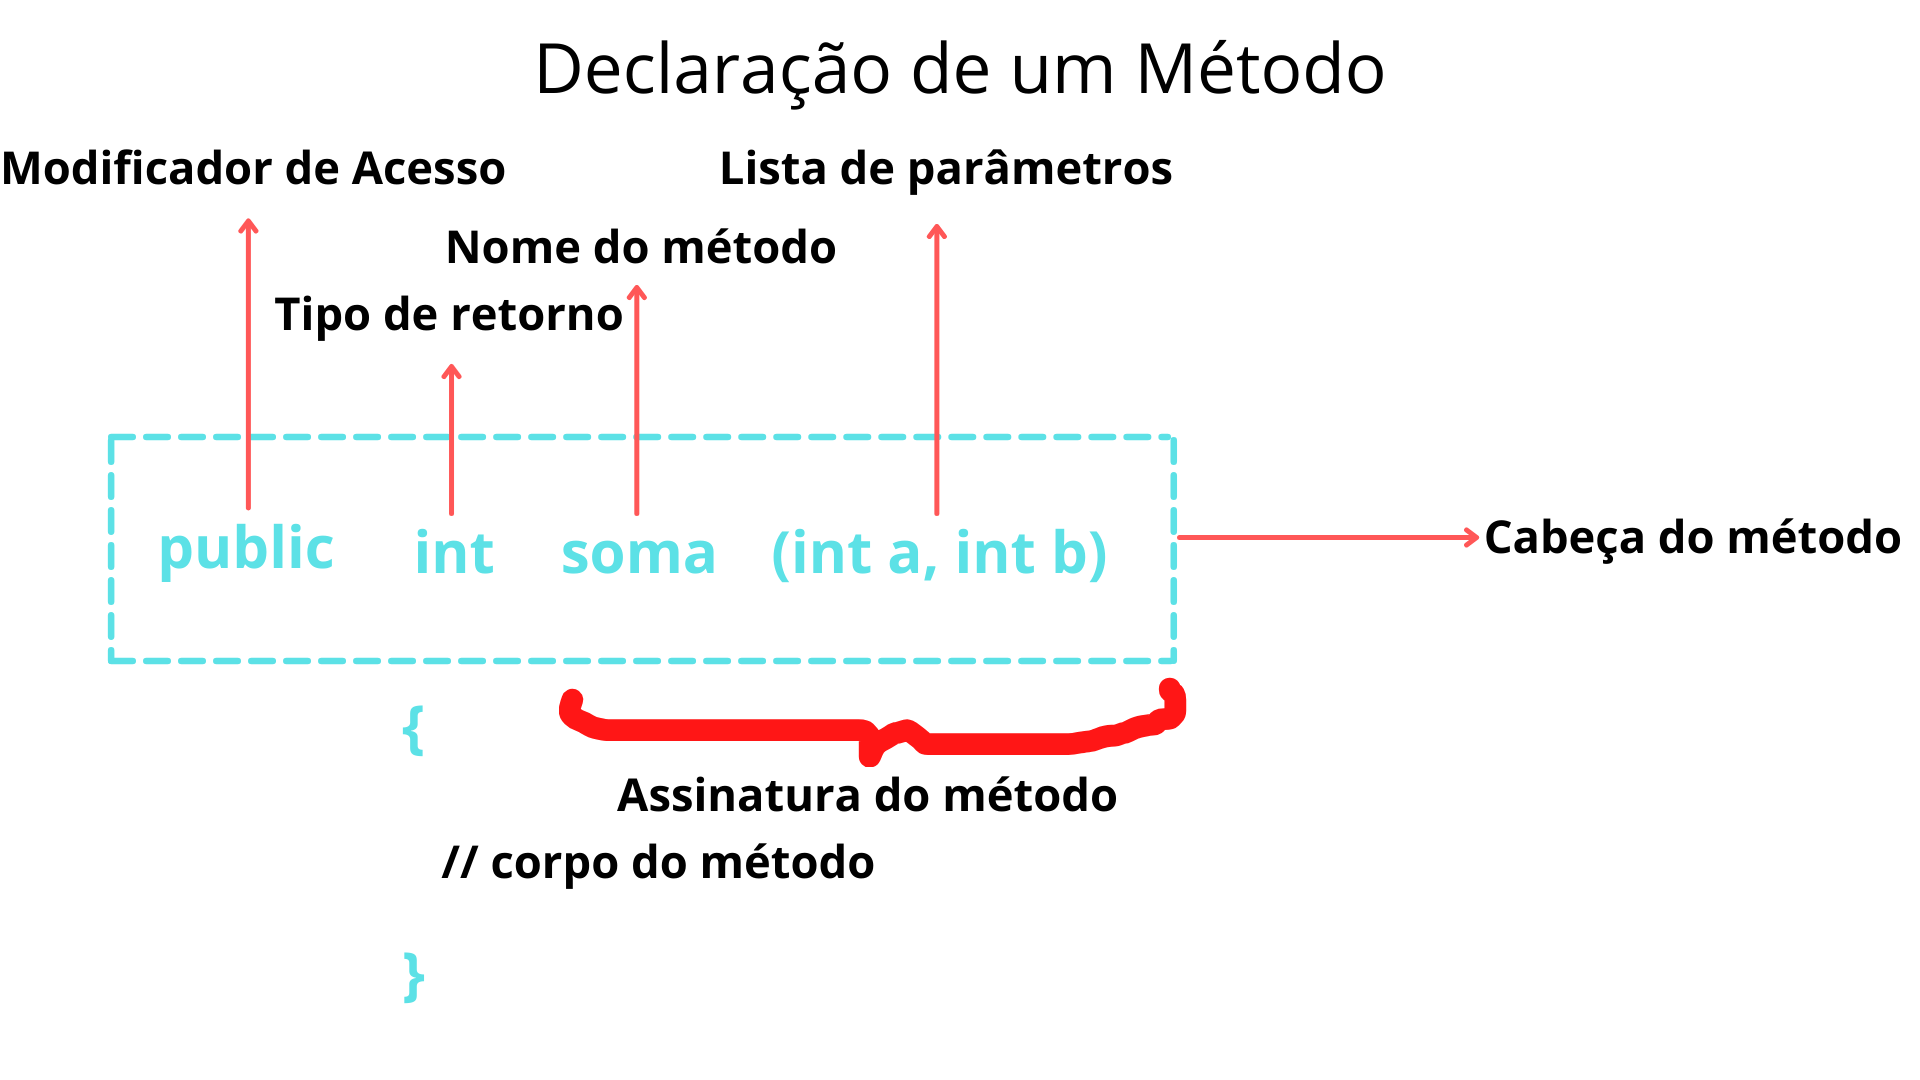 Declaração de um Método
Modificador de Acesso
Lista de parâmetros
Nome do método
Tipo de retorno
public int soma (int a, int b)
Cabeça do método
{
Assinatura do método
// corpo do método
}